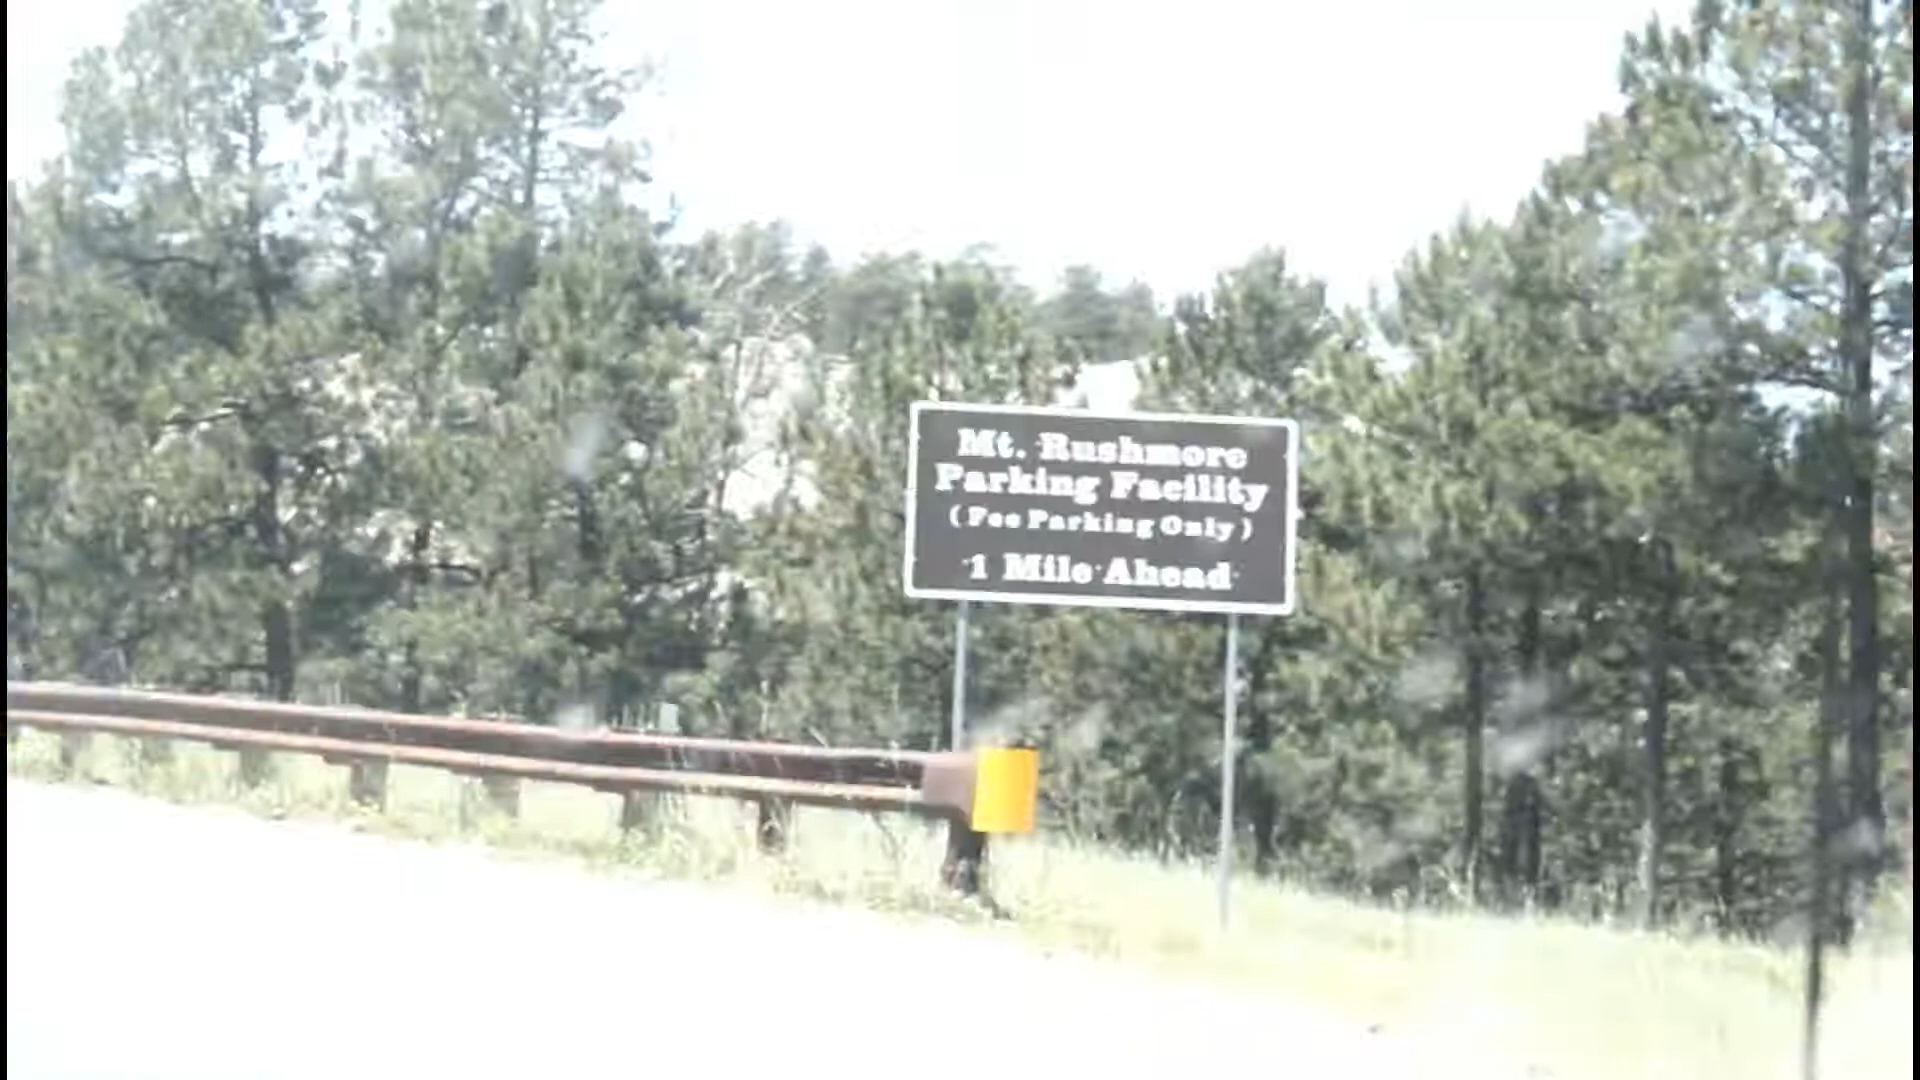 Mt. Rushmore
Parking Facility
(Fee Parking Only)
1 Mile Ahead